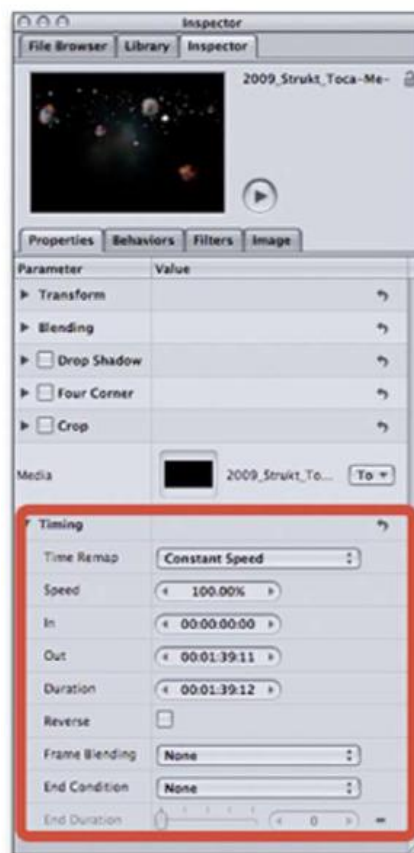 Inspector
File Browser Library Inspector
2009_Strukt_Toca-Me-
Properties Behaviors Filters Image
Parameter Value
Transform
Blending
Drop Shadow
Four Corner
Crop
Media 2009_Strukt_To... To
Timing
Time Remap Constant Speed
Speed 100.00%
In 00:00:00:00
Out 00:01:39:11
Duration 00:01:39:12
Reverse
Frame Blending None
End Condition None
End Duration 0